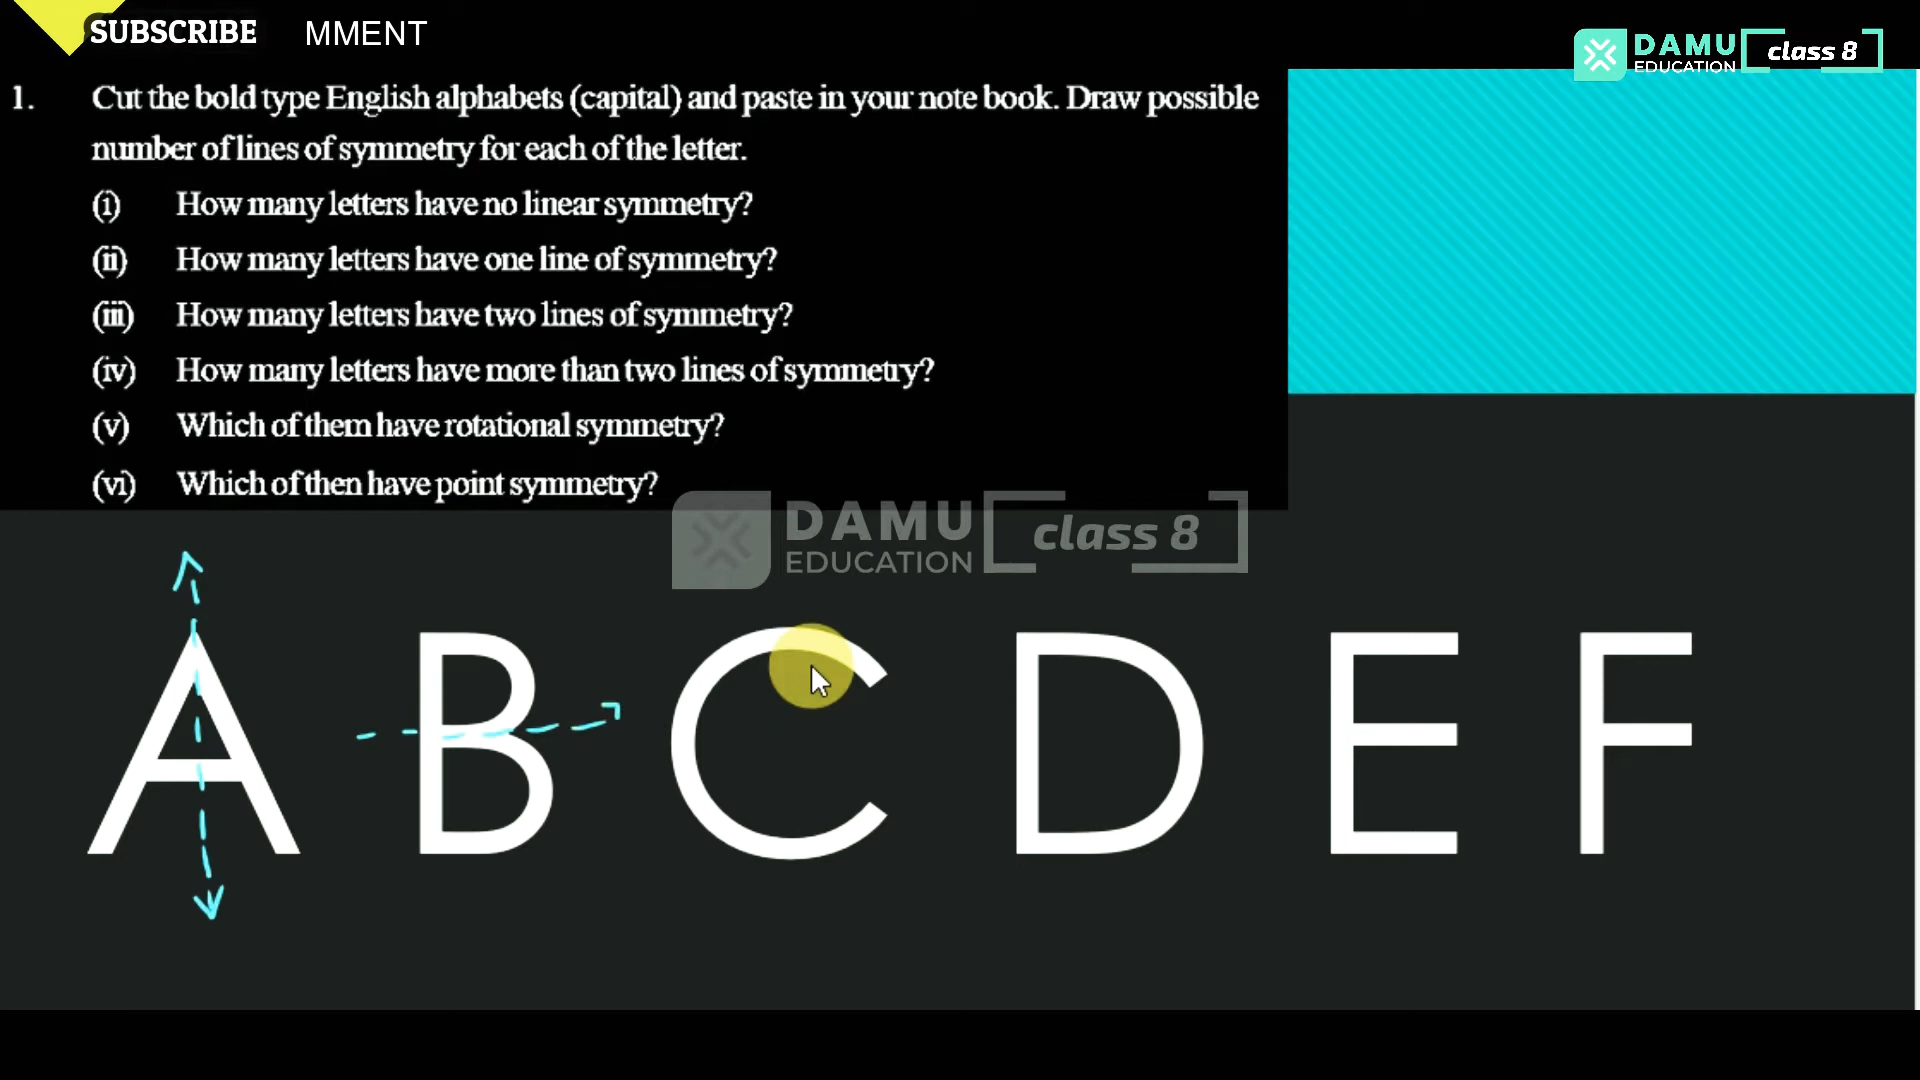 SUBSCRIBE MMENT
DAMU
EDUCATION
class 8
1. Cut the bold type English alphabets (capital) and paste in your note book. Draw possible
number of lines of symmetry for each of the letter.
(i) How many letters have no linear symmetry?
(ii) How many letters have one line of symmetry?
(iii) How many letters have two lines of symmetry?
(iv) How many letters have more than two lines of symmetry?
(v) Which of them have rotational symmetry?
(vi) Which of then have point symmetry?
DAMU
EDUCATION
class 8
A B C D E F